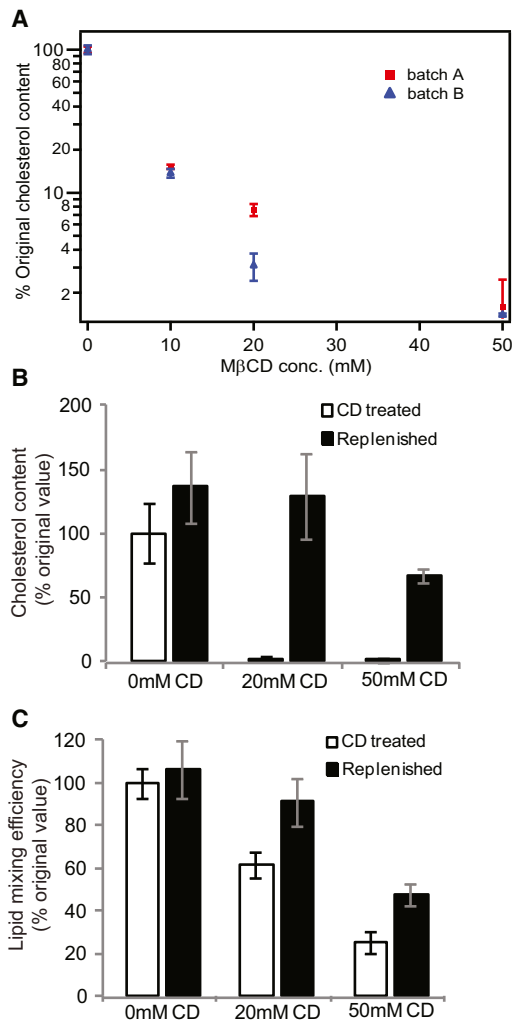 A
% Original cholesterol content
100
80
60
40
20
10
8
6
4
2
batch A
batch B
0 10 20 30 40 50
MβCD conc. (mM)
B
Cholesterol content
(% original value)
200
150
100
50
0
CD treated
Replenished
0mM CD 20mM CD 50mM CD
C
Lipid mixing efficiency
(% original value)
120
100
80
60
40
20
0
CD treated
Replenished
0mM CD 20mM CD 50mM CD